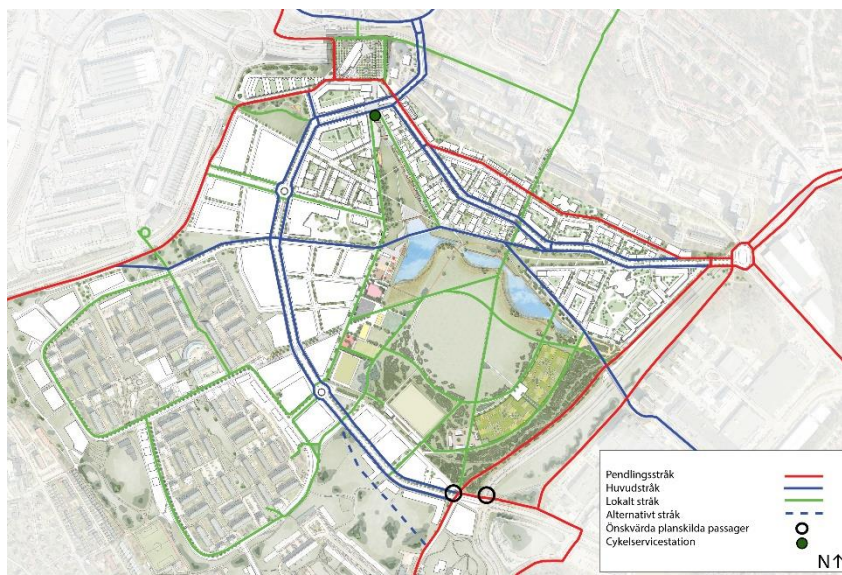 Pendlingsstråk
Huvudstråk
Lokalt stråk
Alternativt stråk
Önskvärda planskilda passager
Cykelservicestation
N↑